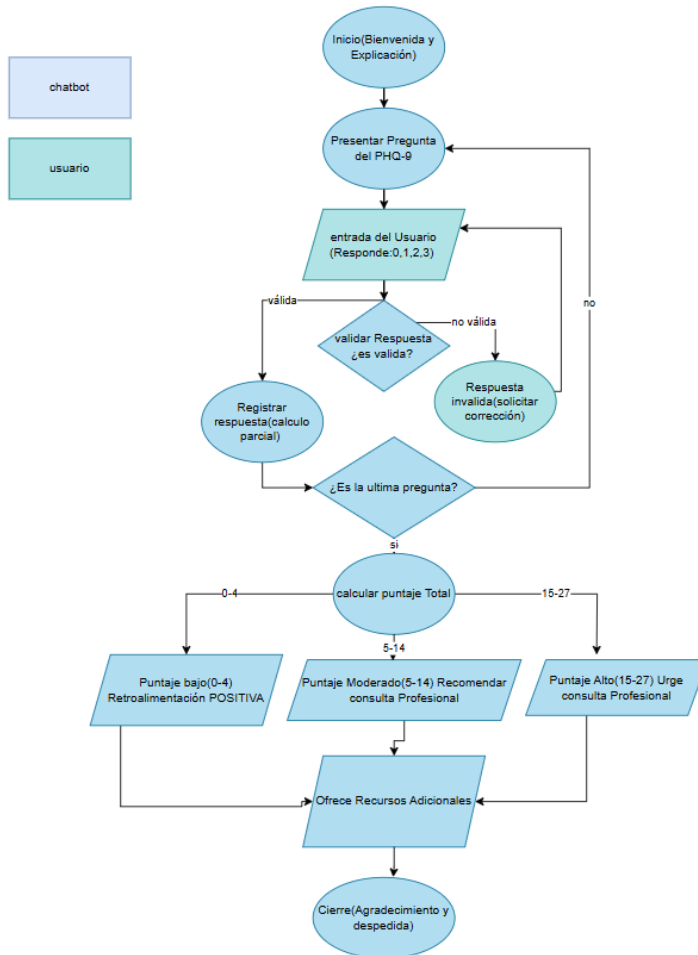 Inicio(Bienvenida y
Explicación)
chatbot
usuario
Presentar Pregunta
del PHQ-9
entrada del Usuario
(Responde:0,1,2,3)
válida
no válida
no
validar Respuesta
¿es valida?
Respuesta
invalida(solicitar
corrección)
Registrar
respuesta(calculo
parcial)
¿Es la ultima pregunta?
si
calcular puntaje Total
0-4
15-27
5-14
Puntaje bajo(0-4)
Retroalimentación POSITIVA
Puntaje Moderado(5-14) Recomendar
consulta Profesional
Puntaje Alto(15-27) Urge
consulta Profesional
Ofrece Recursos Adicionales
Cierre(Agradecimiento y
despedida)